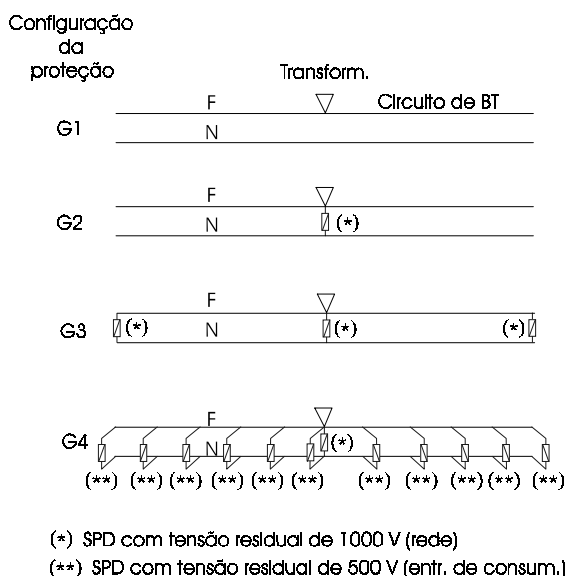 Configuração
da
proteção
Transform.
F
Circuito de BT
G1
N
F
G2
N
(*)
F
G3
(*)
N
(*)
(*)
F
G4
N
(*)
(**) (**) (**) (**) (**) (**) (**) (**) (**) (**) (**)
(*) SPD com tensão residual de 1000 V (rede)
(**) SPD com tensão residual de 500 V (entr. de consum.)